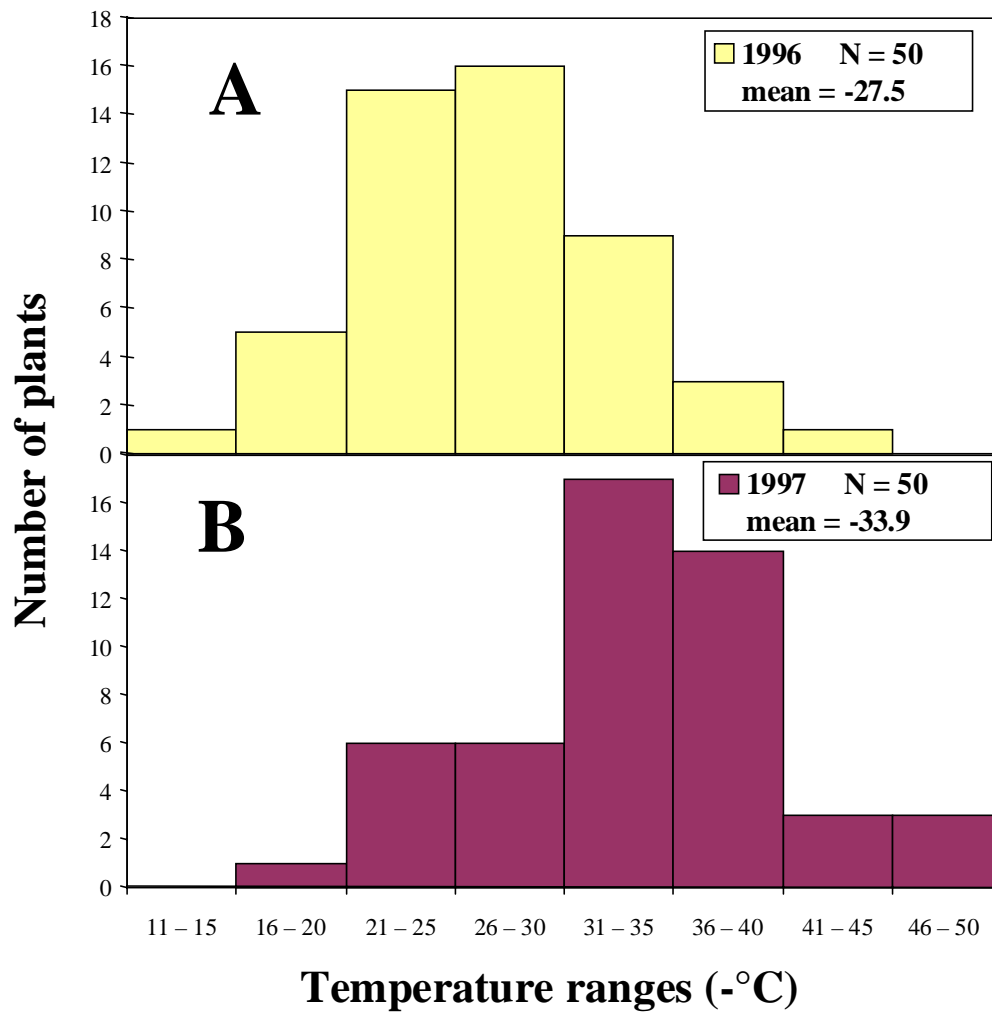 Number of plants
18
16
14
12
10
8
6
4
2
0
A
1996 N = 50
mean = -27.5
16
14
12
10
8
6
4
2
0
B
1997 N = 50
mean = -33.9
11 – 15 16 – 20 21 – 25 26 – 30 31 – 35 36 – 40 41 – 45 46 – 50
Temperature ranges (-°C)